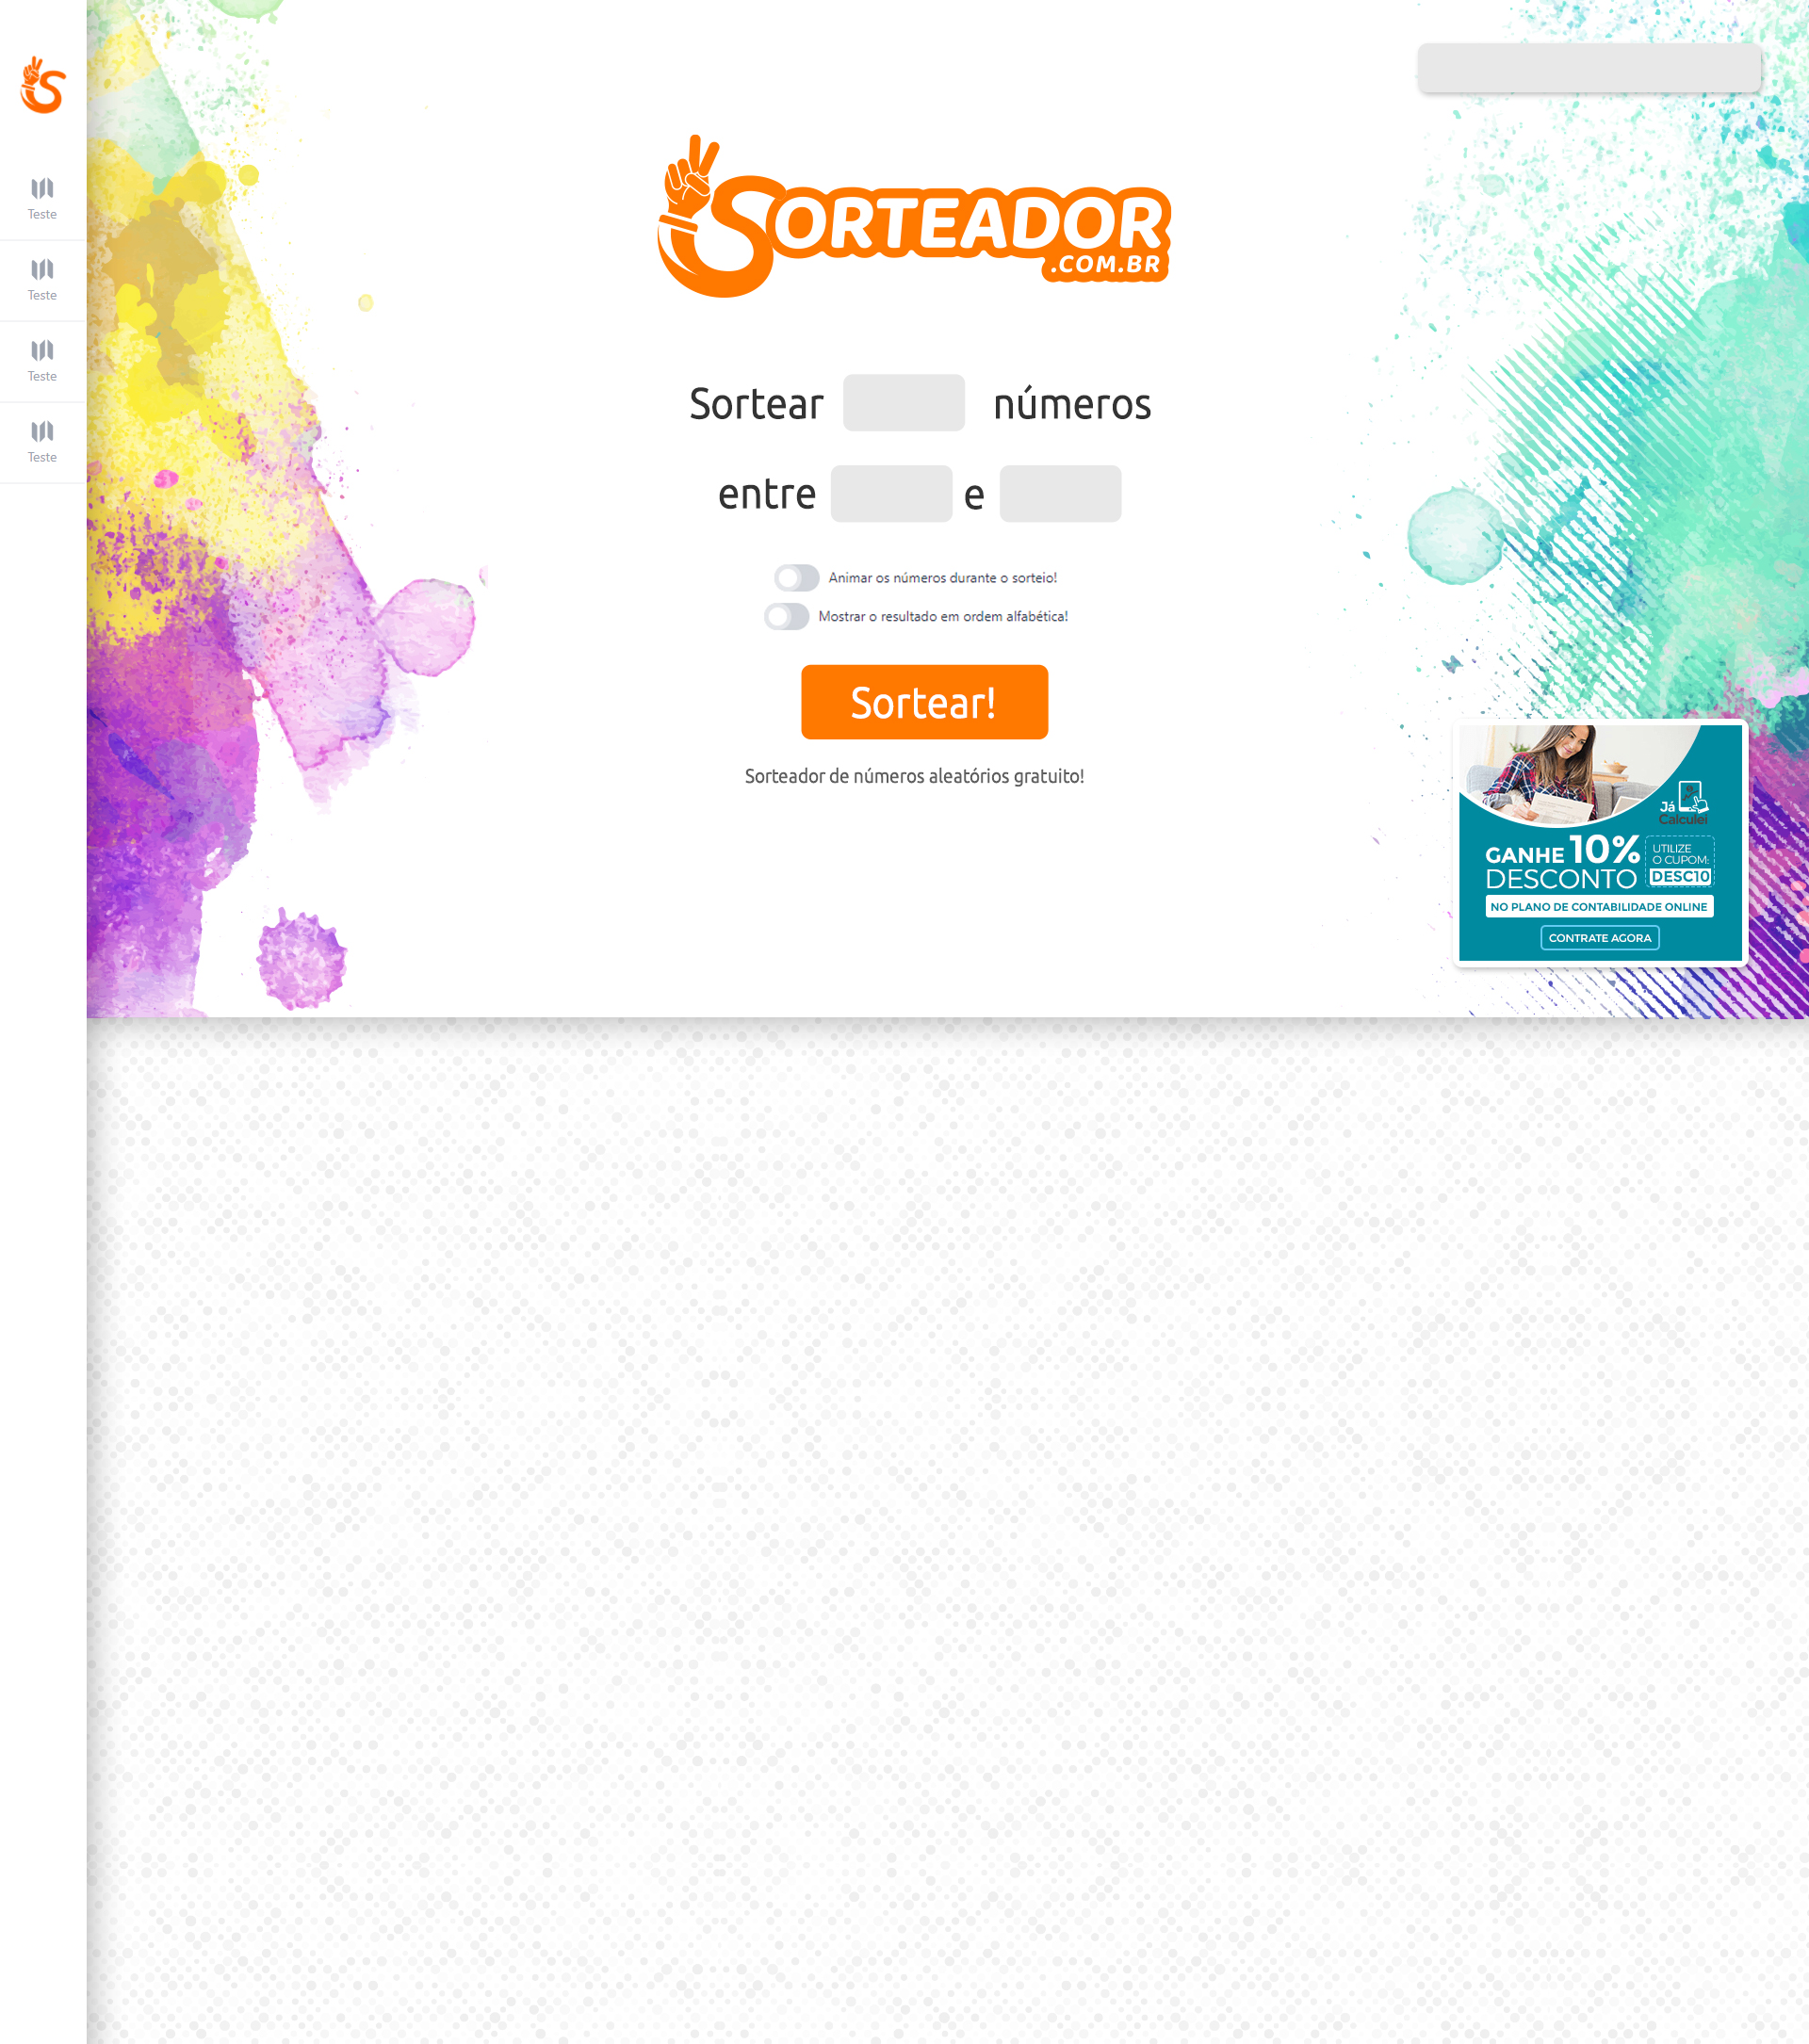 Teste
Teste
Teste
Teste
SORTEADOR
.COM.BR
Sortear números
entre e
Animar os números durante o sorteio!
Mostrar o resultado em ordem alfabética!
Sortear!
Sorteador de números aleatórios gratuito!
Já
Calculei
GANHE 10%
DESCONTO
UTILIZE
O CUPOM:
DESC10
NO PLANO DE CONTABILIDADE ONLINE
CONTRATE AGORA